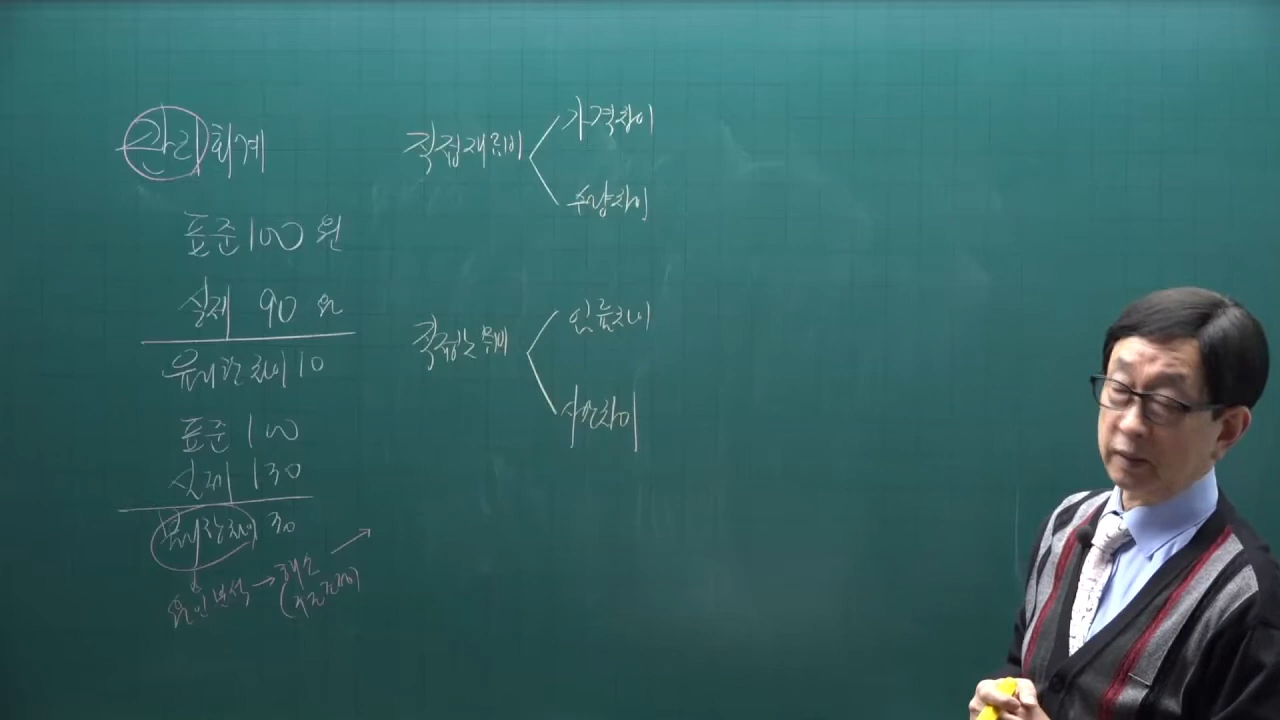 관리회계
표준 100 원
실제 90 원
유리한 차이 10
표준 100
실제 130
불리한 차이 30
요인분석 → 해소
직접재료비
가격차이
수량차이
직접노무비
임률차이
시간차이